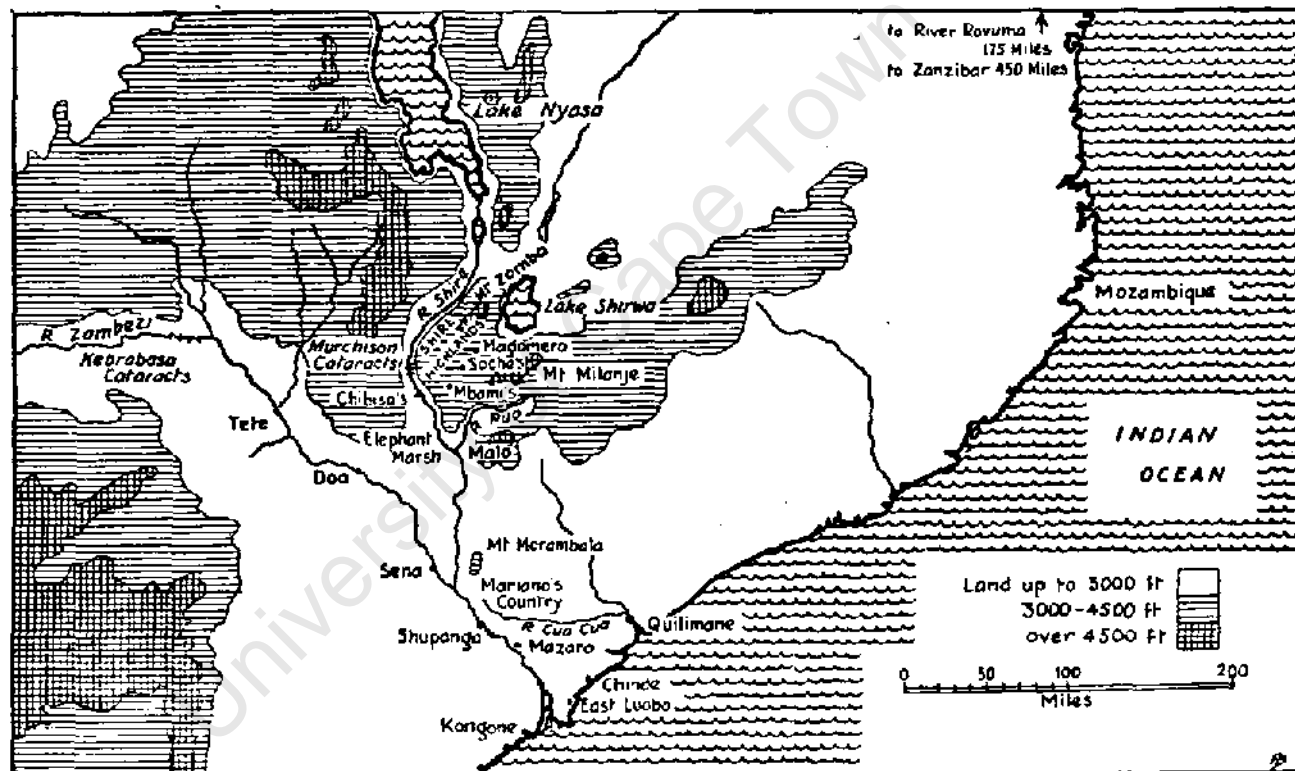 to River Rovuma
175 Miles
to Zanzibar 450 Miles
Lake Nyasa
Mozambique
R Shire
Mt Zomba
Lake Shirwa
SHIRE
HIGHLANDS
R Zambezi
Kebrabasa
Cataracts
Murchison
Cataracts
Magomero
Soche's
Mt Milanje
Chibisa's
Mbami's
R Ruo
Tete
Elephant
Marsh
Malo
INDIAN
OCEAN
Doa
Mt Morambala
Sena
Mariano's
Country
Land up to 3000 ft
3000-4500 ft
over 4500 ft
R Cua Cua
Quilimane
Shupanga
Mazaro
0 50 100 200
Miles
Chinde
East Luabo
Kongone
University of Cape Town